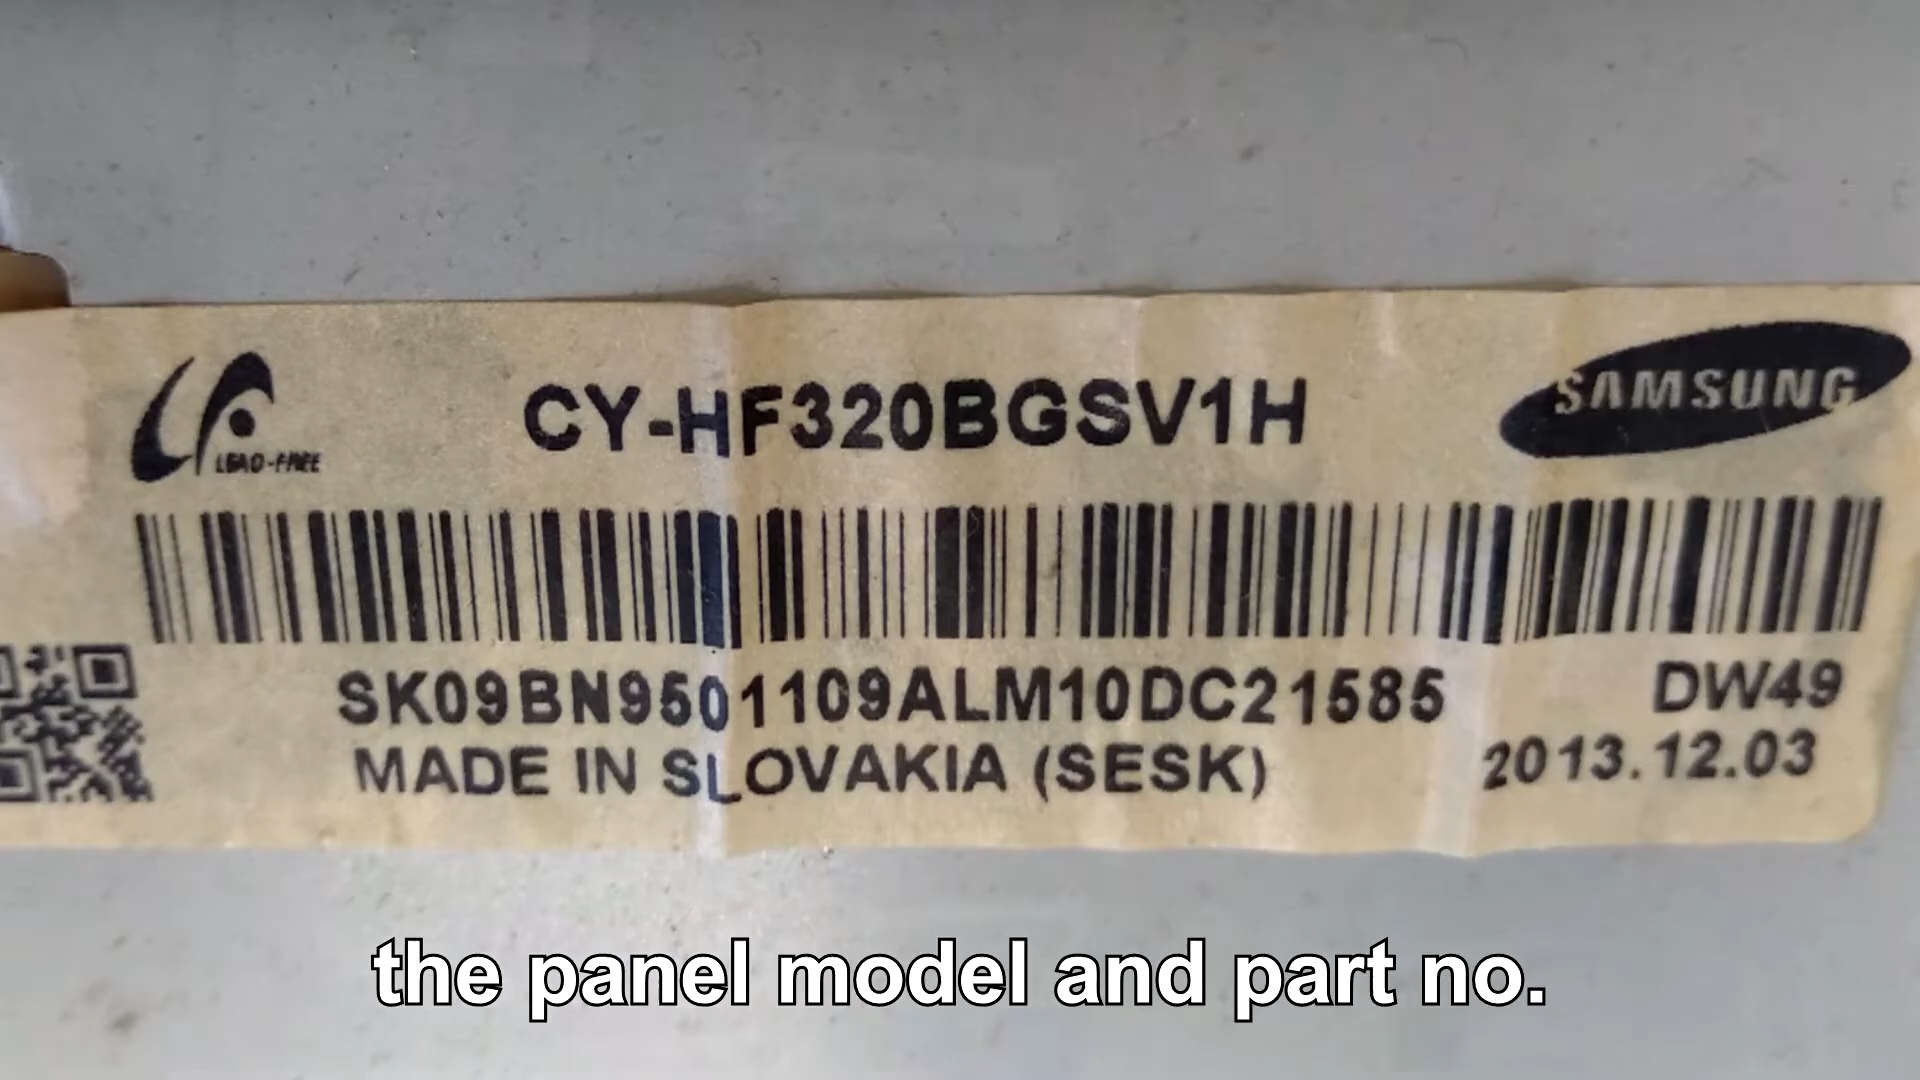 LEAD-FREE
CY-HF320BGSV1H
SAMSUNG
SK09BN9501109ALM10DC21585
DW49
MADE IN SLOVAKIA (SESK)
2013.12.03
the panel model and part no.